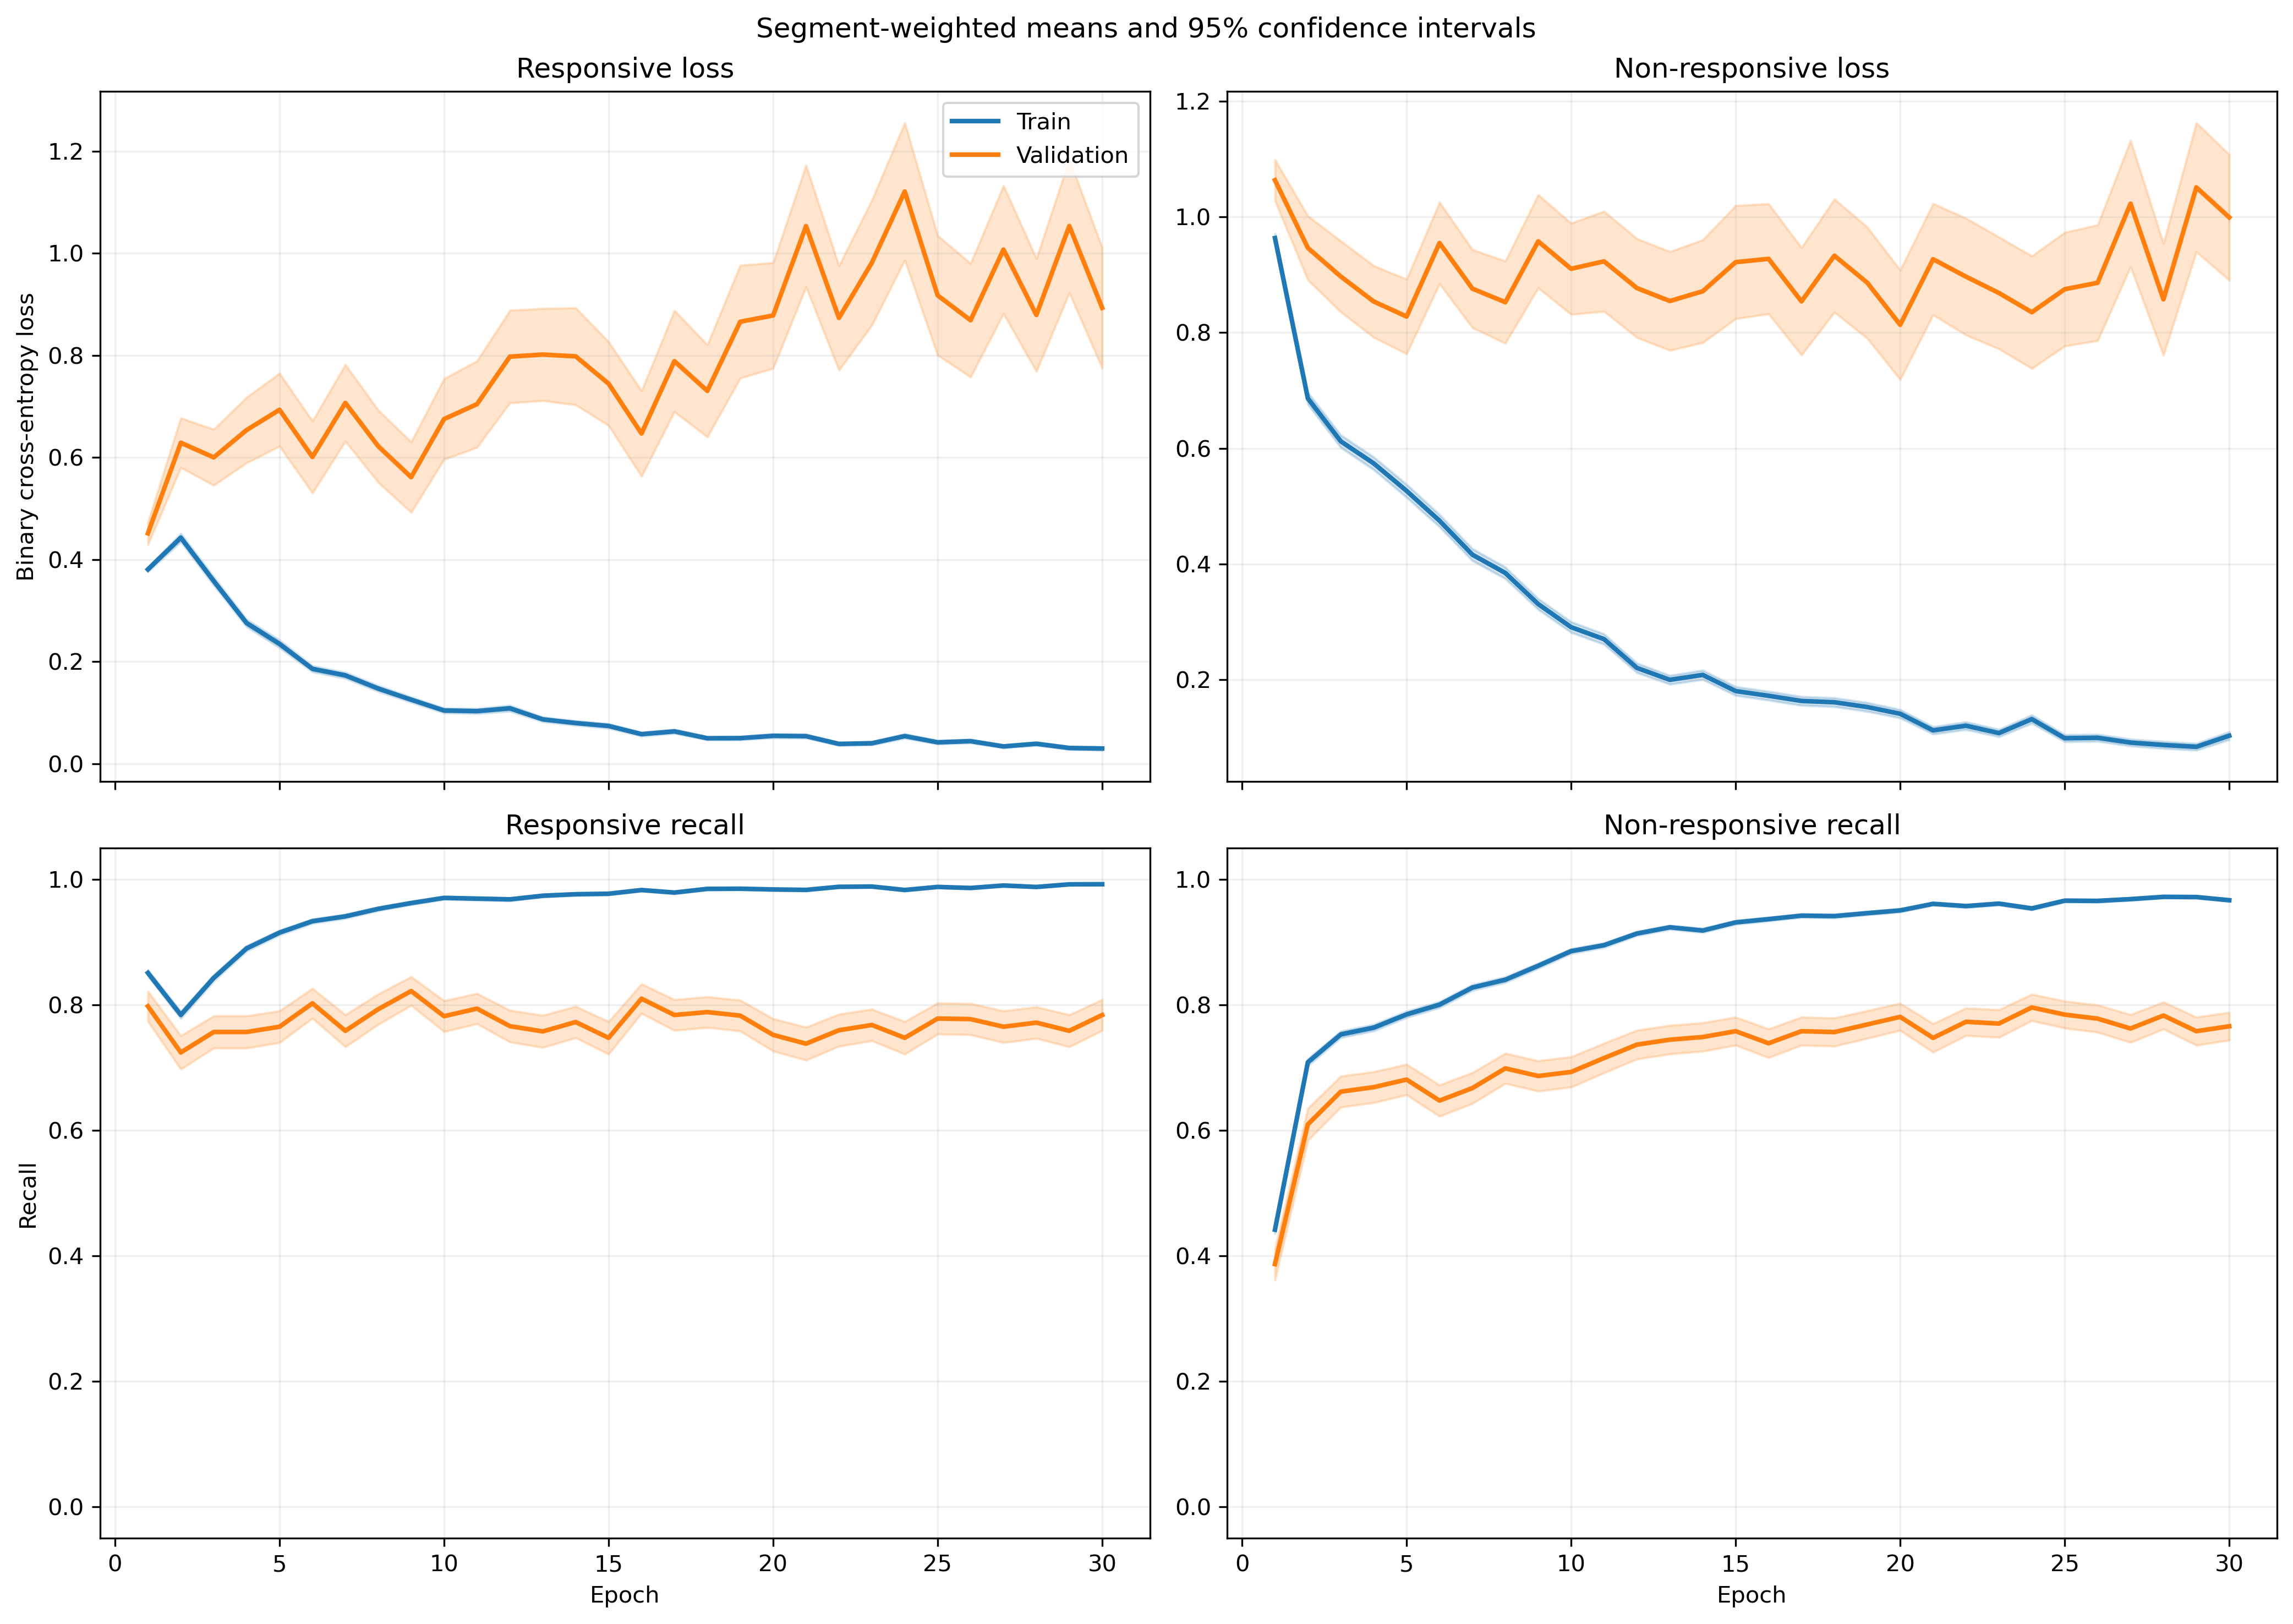 Segment-weighted means and 95% confidence intervals
Responsive loss
Binary cross-entropy loss
1.2
1.0
0.8
0.6
0.4
0.2
0.0
Train
Validation
Non-responsive loss
1.2
1.0
0.8
0.6
0.4
0.2
Responsive recall
Recall
1.0
0.8
0.6
0.4
0.2
0.0
0 5 10 15 20 25 30
Epoch
Non-responsive recall
1.0
0.8
0.6
0.4
0.2
0.0
0 5 10 15 20 25 30
Epoch